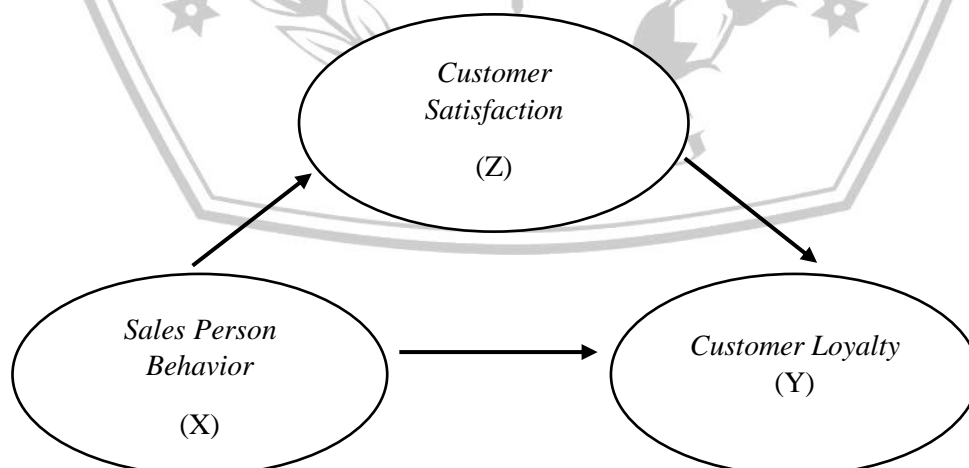 Customer
Satisfaction
(Z)
Sales Person
Behavior
(X)
Customer Loyalty
(Y)